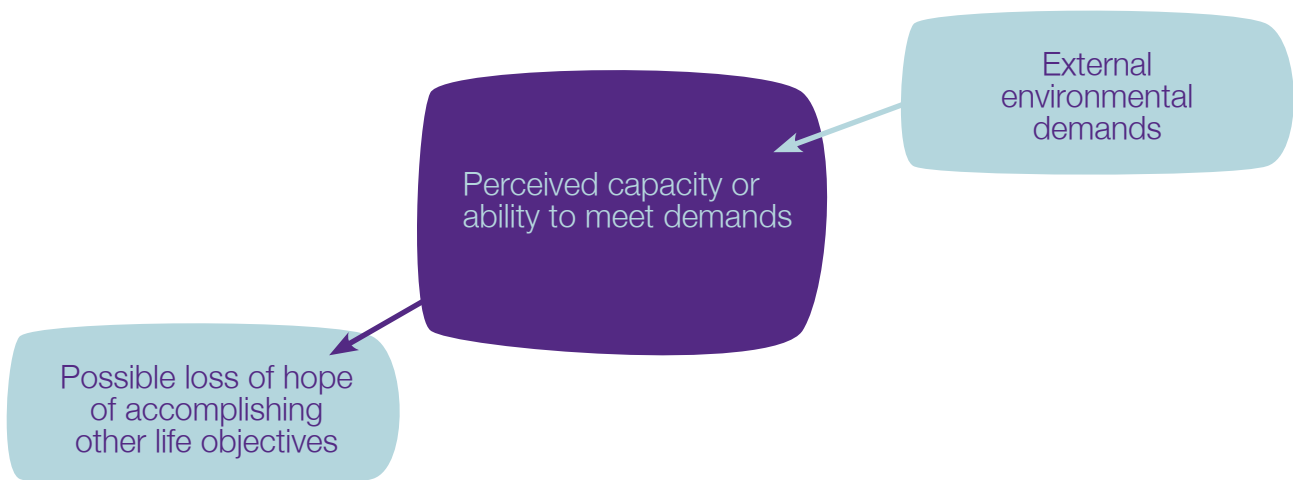 External
environmental
demands
Perceived capacity or
ability to meet demands
Possible loss of hope
of accomplishing
other life objectives